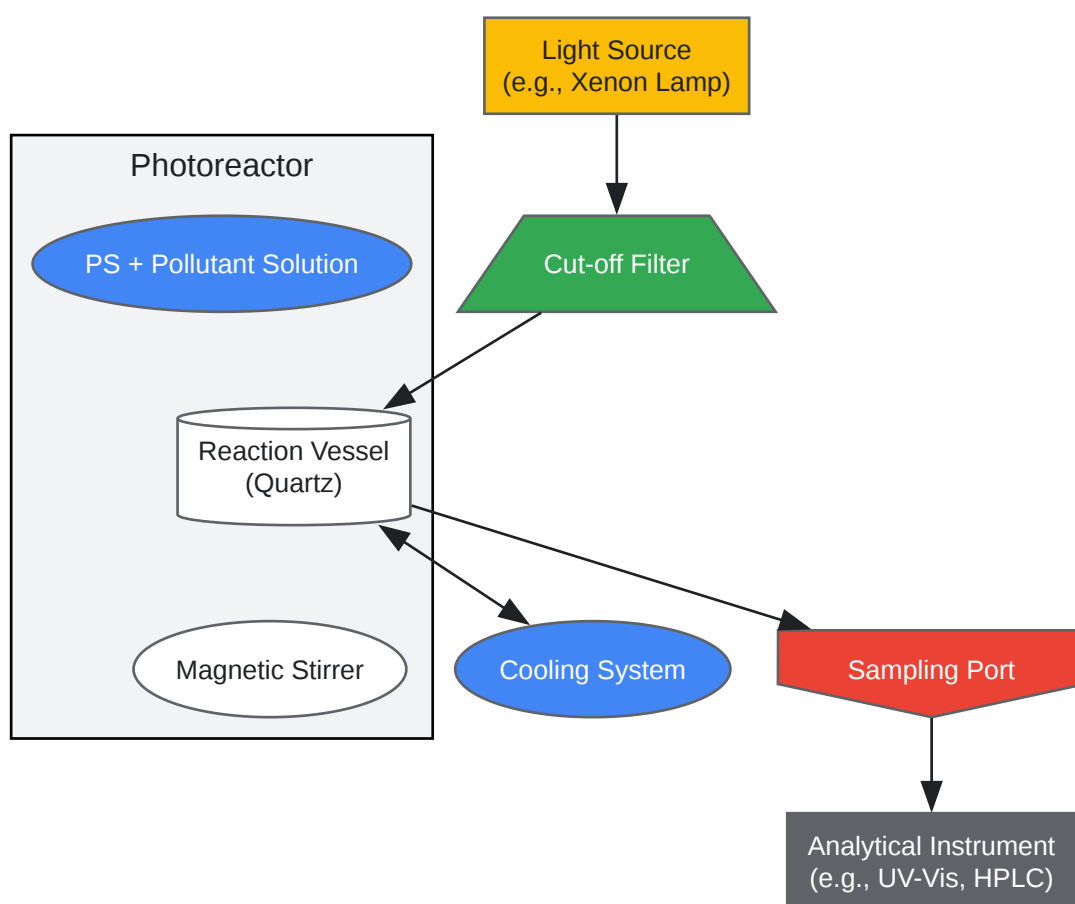 Light Source
(e.g., Xenon Lamp)
Photoreactor
PS + Pollutant Solution
Cut-off Filter
Reaction Vessel
(Quartz)
Magnetic Stirrer
Cooling System
Sampling Port
Analytical Instrument
(e.g., UV-Vis, HPLC)